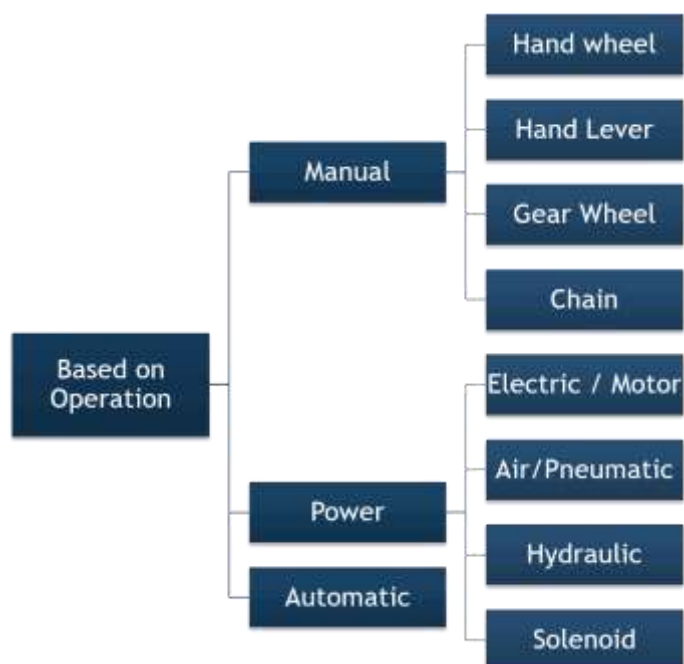 Based on
Operation
Manual
Hand wheel
Hand Lever
Gear Wheel
Chain
Power
Electric / Motor
Air/Pneumatic
Hydraulic
Solenoid
Automatic